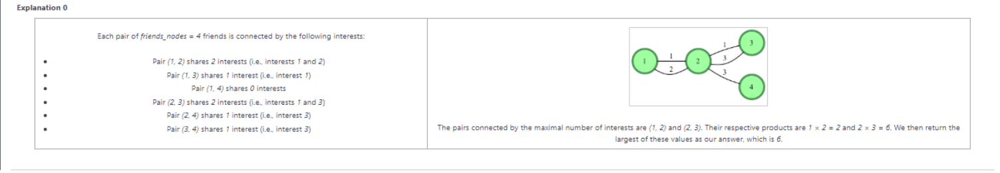 Explanation 0
Each pair of friends_nodes = 4 friends is connected by the following interests:
• Pair (1, 2) shares 2 interests (i.e., interests 1 and 2)
• Pair (1, 3) shares 1 interest (i.e., interest 1)
• Pair (1, 4) shares 0 interests
• Pair (2, 3) shares 2 interests (i.e., interests 1 and 3)
• Pair (2, 4) shares 1 interest (i.e., interest 3)
• Pair (3, 4) shares 1 interest (i.e., interest 3)
1
1
2
2
1
3
3
3
4
The pairs connected by the maximal number of interests are (1, 2) and (2, 3). Their respective products are 1 × 2 = 2 and 2 × 3 = 6. We then return the
largest of these values as our answer, which is 6.